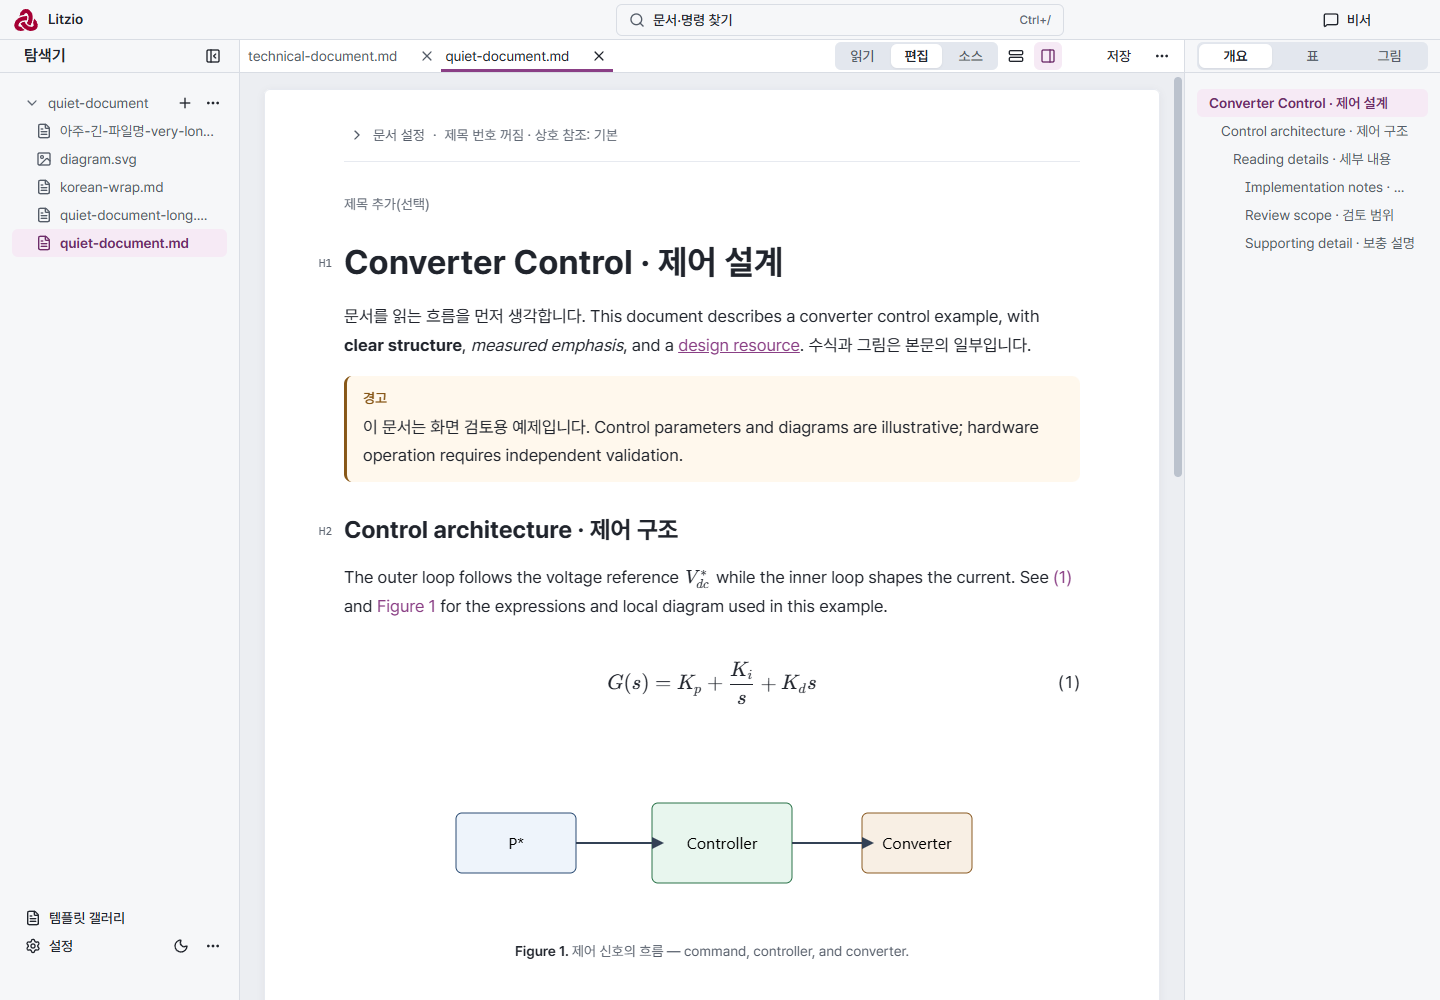 Litzio
문서·명령 찾기
Ctrl+/
비서
탐색기
technical-document.md
quiet-document.md
읽기
편집
소스
저장
개요
표
그림
quiet-document
아주-긴-파일명-very-lon...
diagram.svg
korean-wrap.md
quiet-document-long....
quiet-document.md
템플릿 갤러리
설정
문서 설정 · 제목 번호 꺼짐 · 상호 참조: 기본
제목 추가(선택)
H1
Converter Control · 제어 설계
문서를 읽는 흐름을 먼저 생각합니다. This document describes a converter control example, with
clear structure, measured emphasis, and a design resource. 수식과 그림은 본문의 일부입니다.
경고
이 문서는 화면 검토용 예제입니다. Control parameters and diagrams are illustrative; hardware
operation requires independent validation.
H2
Control architecture · 제어 구조
The outer loop follows the voltage reference V*dc while the inner loop shapes the current. See (1)
and Figure 1 for the expressions and local diagram used in this example.
G(s) = Kp + Ki/s + Kds
(1)
P*
Controller
Converter
Figure 1. 제어 신호의 흐름 — command, controller, and converter.
Converter Control · 제어 설계
Control architecture · 제어 구조
Reading details · 세부 내용
Implementation notes · ...
Review scope · 검토 범위
Supporting detail · 보충 설명